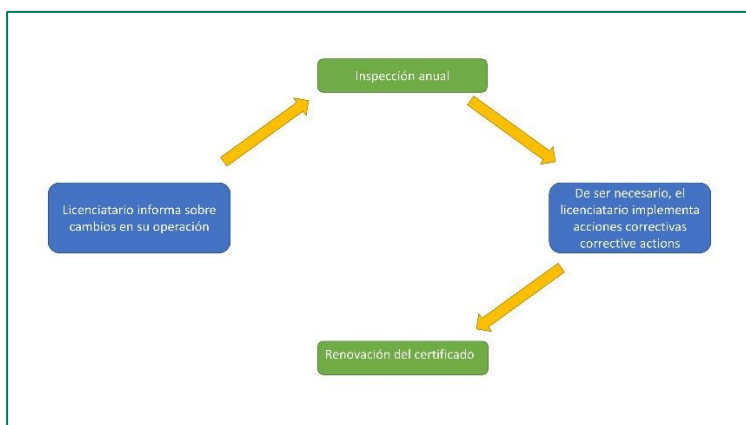 Inspección anual
Licenciatario informa sobre
cambios en su operación
De ser necesario, el
licenciatario implementa
acciones correctivas
corrective actions
Renovación del certificado